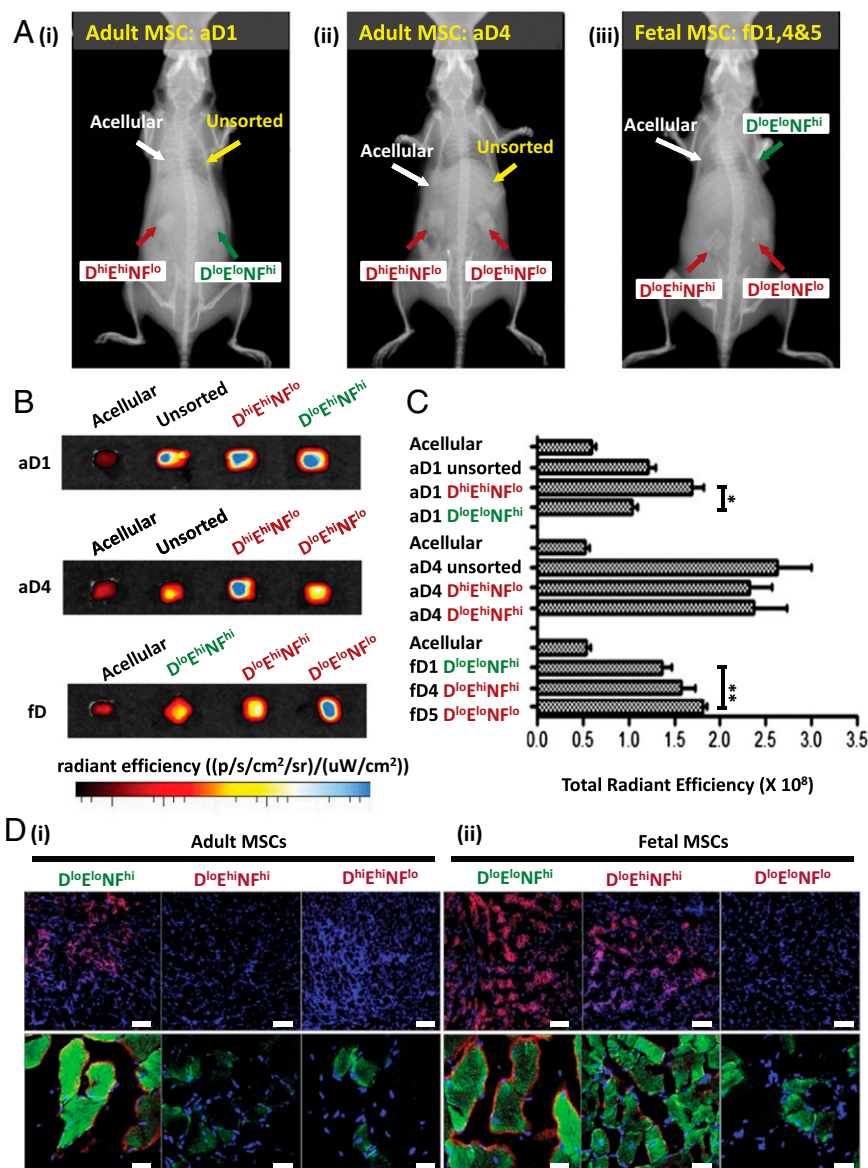 A (i) Adult MSC: aD1 (ii) Adult MSC: aD4 (iii) Fetal MSC: fD1,4&5
Acellular Unsorted
Acellular Unsorted
Acellular DˡᵒEˡᵒNFʰⁱ
DʰⁱEʰⁱNFˡᵒ DˡᵒEˡᵒNFʰⁱ
DʰⁱEʰⁱNFˡᵒ DˡᵒEʰⁱNFˡᵒ
DˡᵒEʰⁱNFʰⁱ DˡᵒEˡᵒNFˡᵒ
B
Acellular Unsorted DʰⁱEʰⁱNFˡᵒ DˡᵒEʰⁱNFʰⁱ
aD1
Acellular Unsorted DʰⁱEʰⁱNFˡᵒ DˡᵒEʰⁱNFˡᵒ
aD4
Acellular DˡᵒEʰⁱNFʰⁱ DˡᵒEʰⁱNFʰⁱ DˡᵒEˡᵒNFˡᵒ
fD
radiant efficiency ((p/s/cm²/sr)/(uW/cm²))
C
Acellular
aD1 unsorted
aD1 DʰⁱEʰⁱNFˡᵒ
aD1 DˡᵒEˡᵒNFʰⁱ
*
Acellular
aD4 unsorted
aD4 DʰⁱEʰⁱNFˡᵒ
aD4 DˡᵒEʰⁱNFʰⁱ
Acellular
fD1 DˡᵒEˡᵒNFʰⁱ
fD4 DˡᵒEʰⁱNFʰⁱ
fD5 DˡᵒEˡᵒNFˡᵒ
**
0.0 0.5 1.0 1.5 2.0 2.5 3.0 3.5
Total Radiant Efficiency (X 10⁸)
D (i) Adult MSCs (ii) Fetal MSCs
DˡᵒEˡᵒNFʰⁱ DˡᵒEʰⁱNFʰⁱ DʰⁱEʰⁱNFˡᵒ DˡᵒEˡᵒNFʰⁱ DˡᵒEʰⁱNFʰⁱ DˡᵒEˡᵒNFˡᵒ